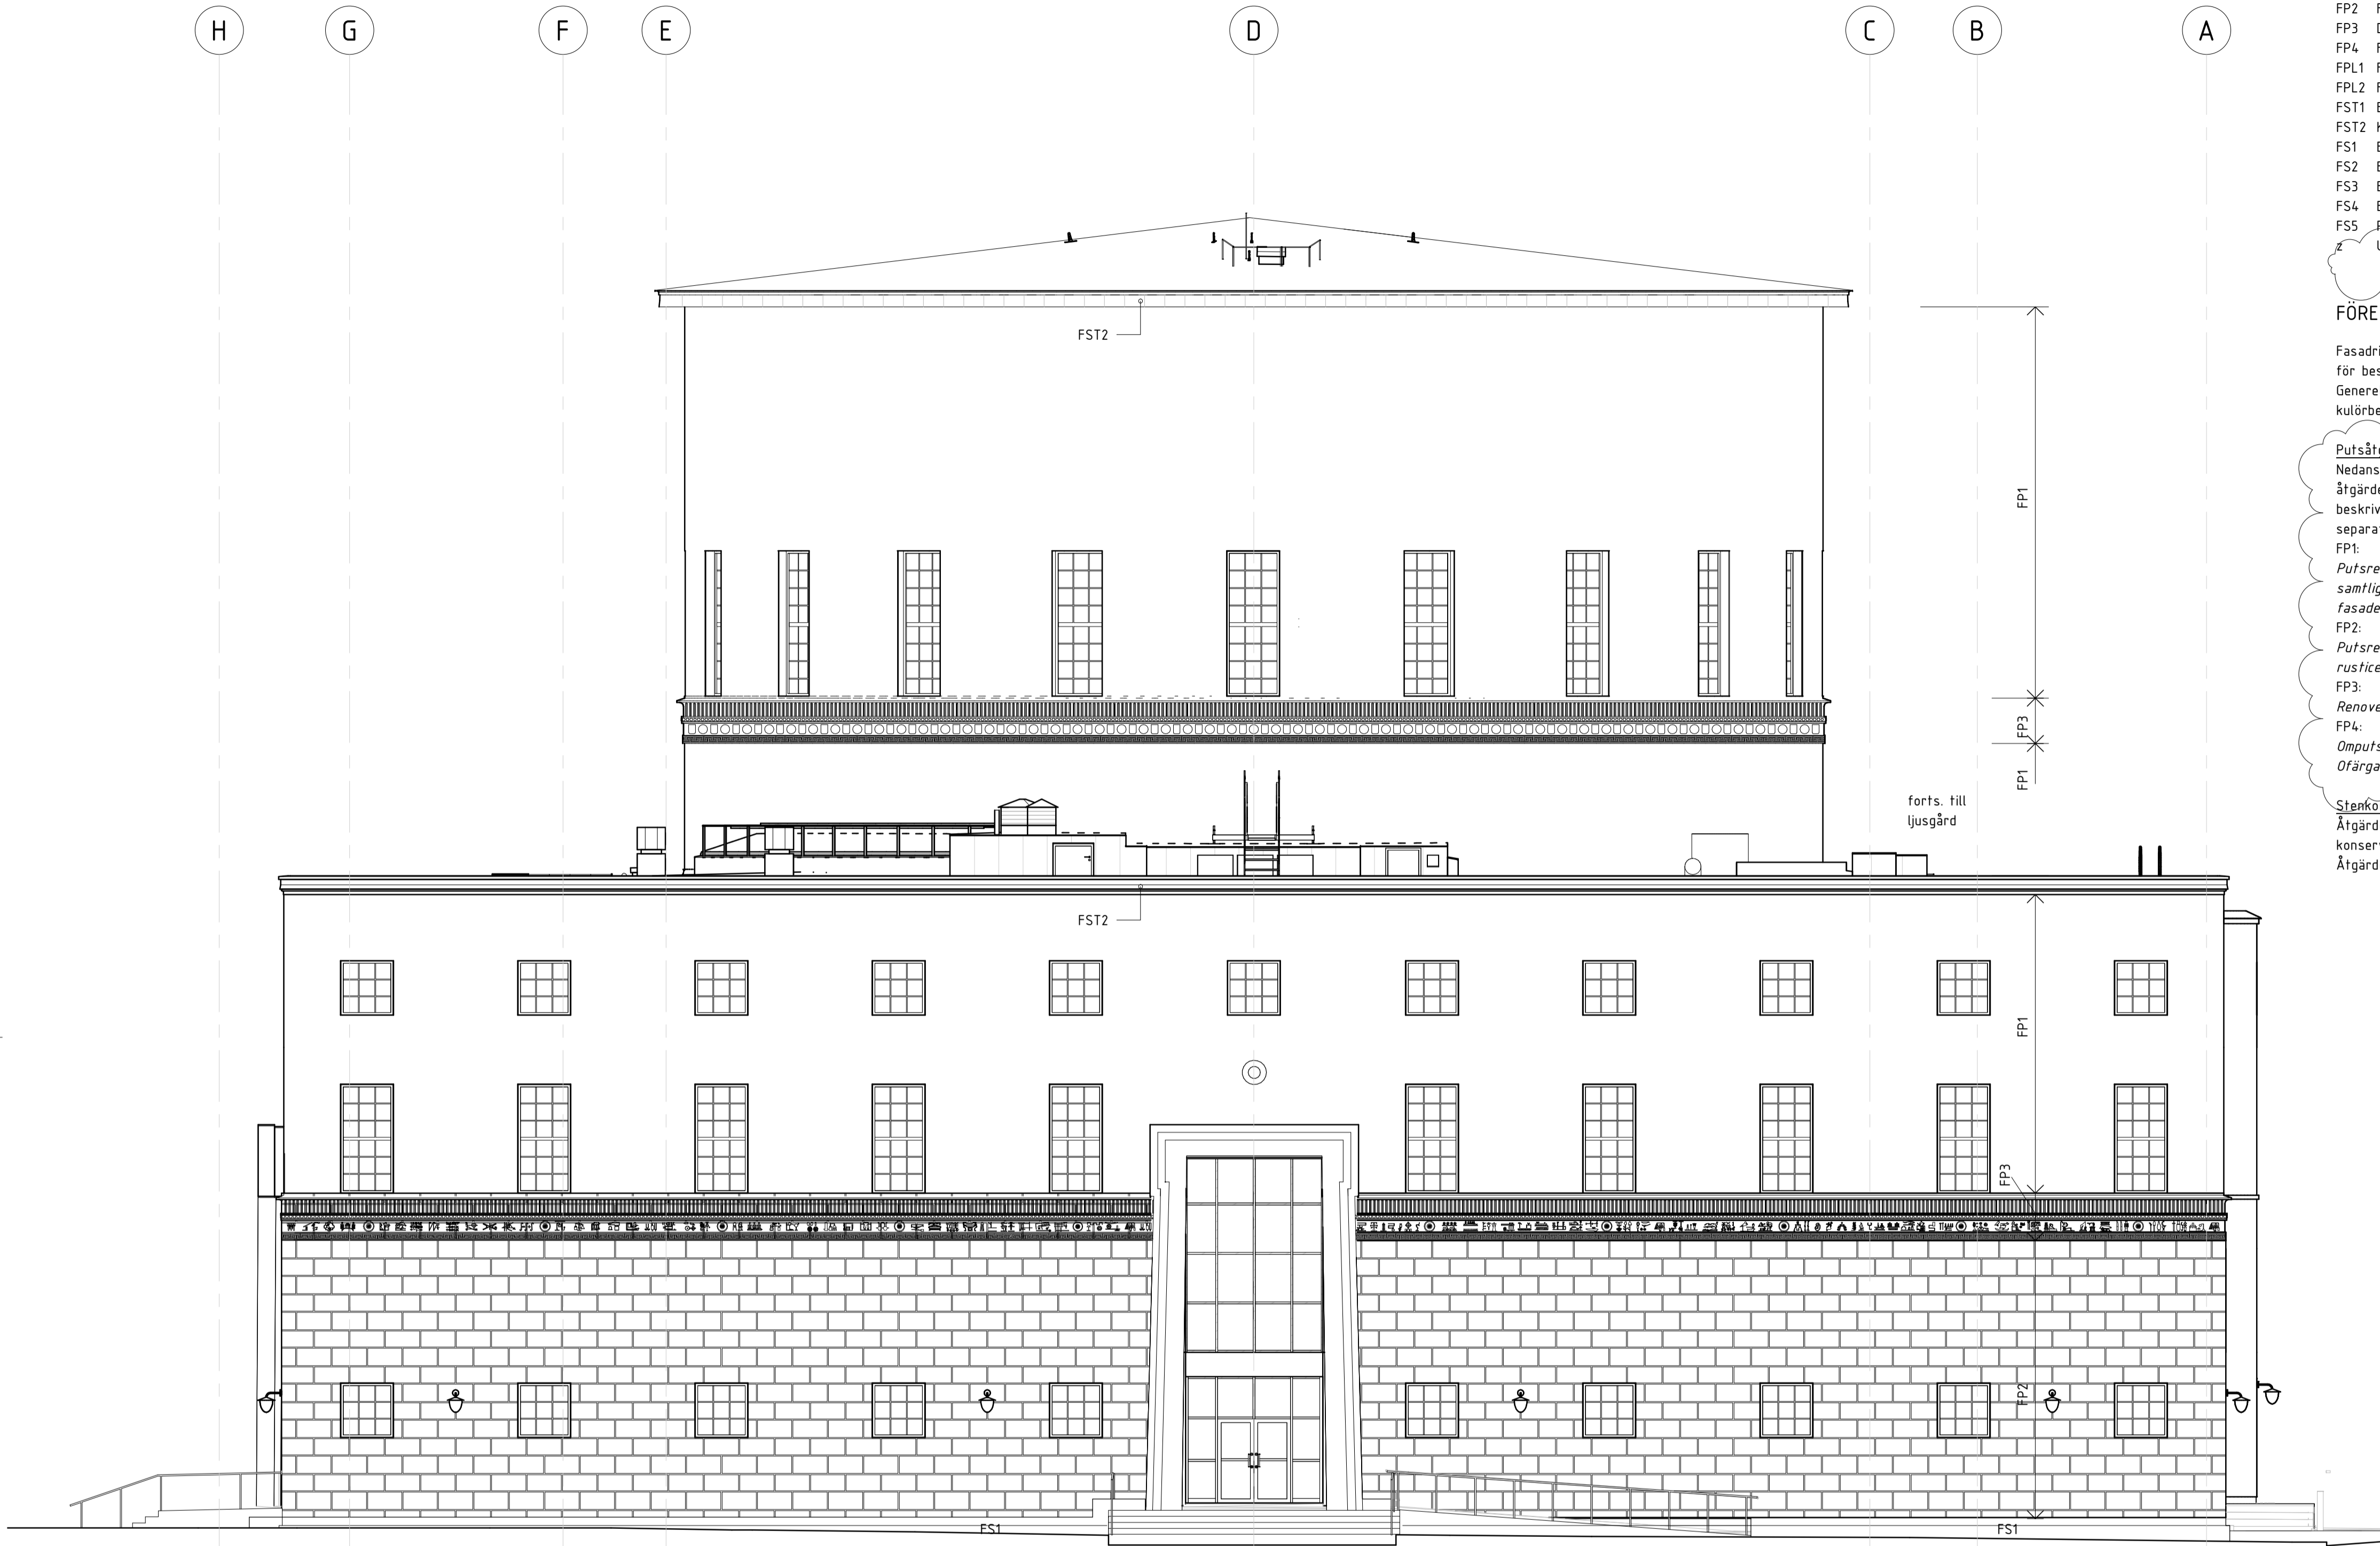 H G F E D C B A
FP2
FP3
FP4
FPL1
FPL2
FST1
FST2
FS1
FS2
FS3
FS4
FS5
z
FÖRE
Fasadri
för bes
Genere
kulörbe
Putsåt
Nedans
åtgärde
beskriv
separa
FP1:
Putsre
samtlig
fasade
FP2:
Putsre
rustice
FP3:
Renove
FP4:
Omputs
Ofärga
Stenko
Åtgärd
konser
Åtgärd
FST2
FP1
FP3
FP1
forts. till
ljusgård
FST2
FP1
FP3
FP2
FS1
FS1